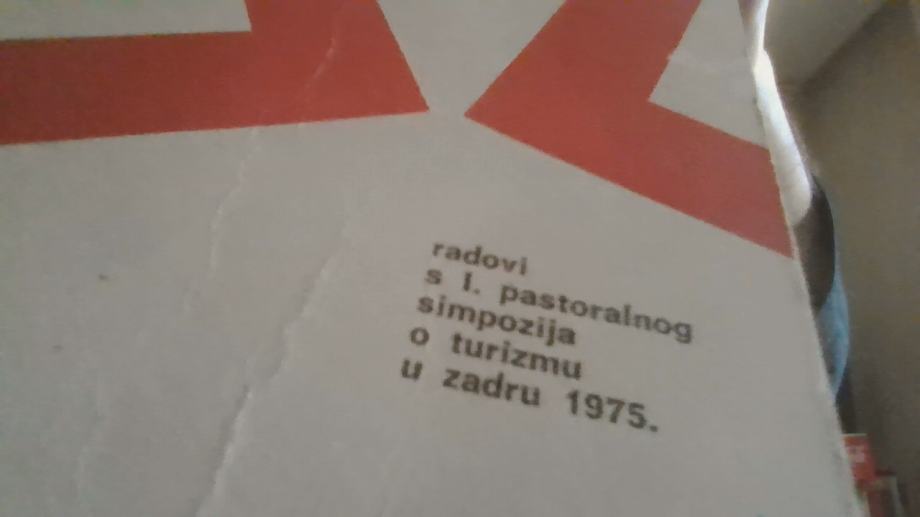 radovi
s I. pastoralnog
simpozija
o turizmu
u zadru 1975.